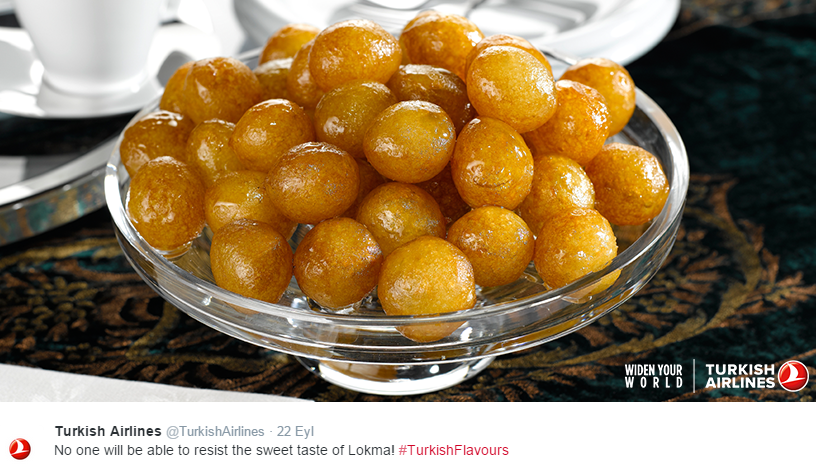 WIDEN YOUR
WORLD
TURKISH
AIRLINES
Turkish Airlines @TurkishAirlines · 22 Eyl
No one will be able to resist the sweet taste of Lokma! #TurkishFlavours